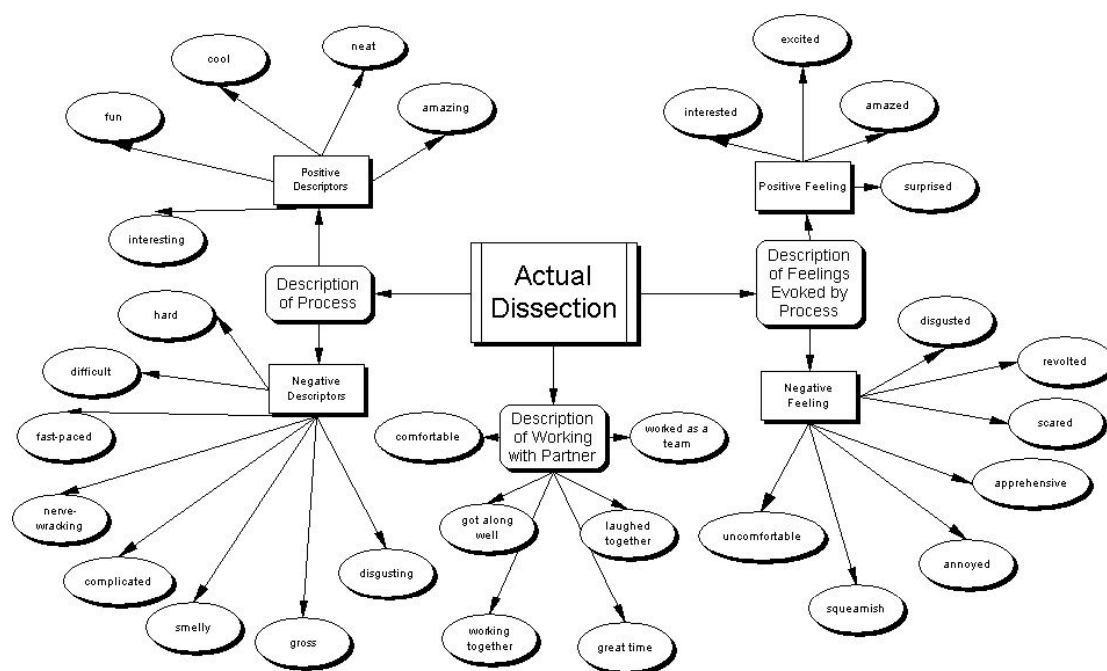 excited
neat
cool
amazing
fun
interested
amazed
Positive
Descriptors
Positive Feeling
surprised
interesting
Description
of Process
Actual
Dissection
Description
of Feelings
Evoked by
Process
hard
disgusted
difficult
revolted
Negative
Descriptors
Negative
Feeling
fast-paced
comfortable
Description
of Working
with Partner
worked as a
team
scared
apprehensive
nerve-
wracking
got along
well
laughed
together
uncomfortable
complicated
disgusting
annoyed
smelly
gross
working
together
great time
squeamish